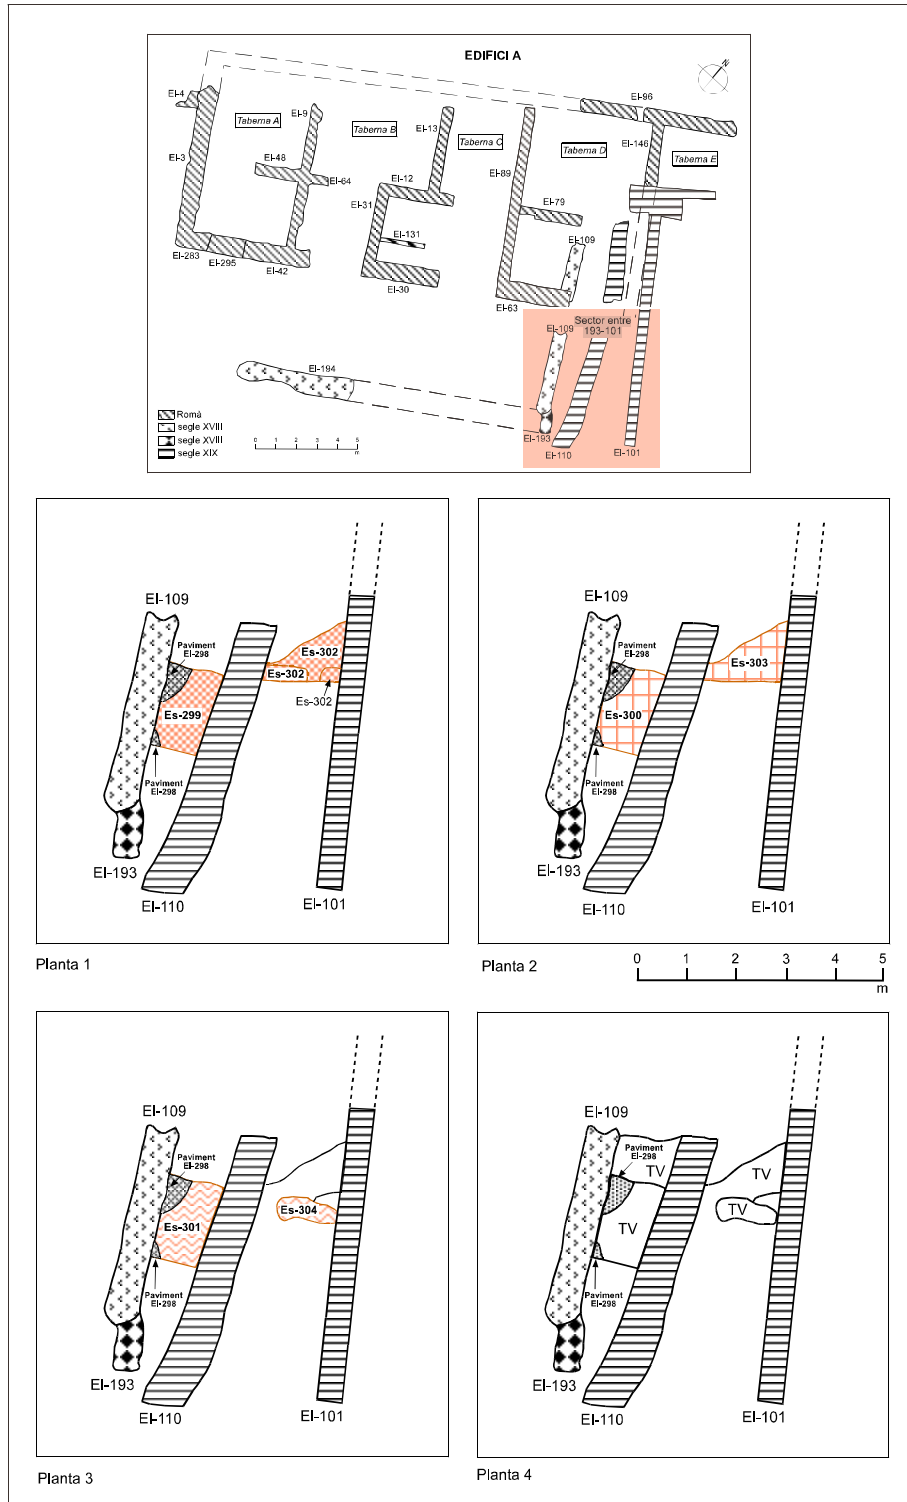 EDIFICI A
N
EI-4
EI-3
Taberna A
EI-9
EI-48
EI-64
EI-283
EI-295
EI-42
Taberna B
EI-13
EI-12
EI-31
EI-131
EI-30
Taberna C
EI-89
EI-79
EI-109
EI-63
Taberna D
EI-96
EI-146
Taberna E
Sector entre
193-101
EI-109
EI-194
EI-193
EI-110
EI-101
Romà
segle XVIII
segle XVIII
segle XIX
0 1 2 3 4 5
m
EI-109
Paviment
EI-298
Es-299
Paviment
EI-298
Es-302
Es-302
Es-302
EI-193
EI-110
EI-101
Planta 1
EI-109
Paviment
EI-298
Es-300
Paviment
EI-298
Es-303
EI-193
EI-110
EI-101
Planta 2
0 1 2 3 4 5
m
EI-109
Paviment
EI-298
Es-301
Paviment
EI-298
Es-304
EI-193
EI-110
EI-101
Planta 3
EI-109
Paviment
EI-298
TV
TV
TV
TV
Paviment
EI-298
EI-193
EI-110
EI-101
Planta 4